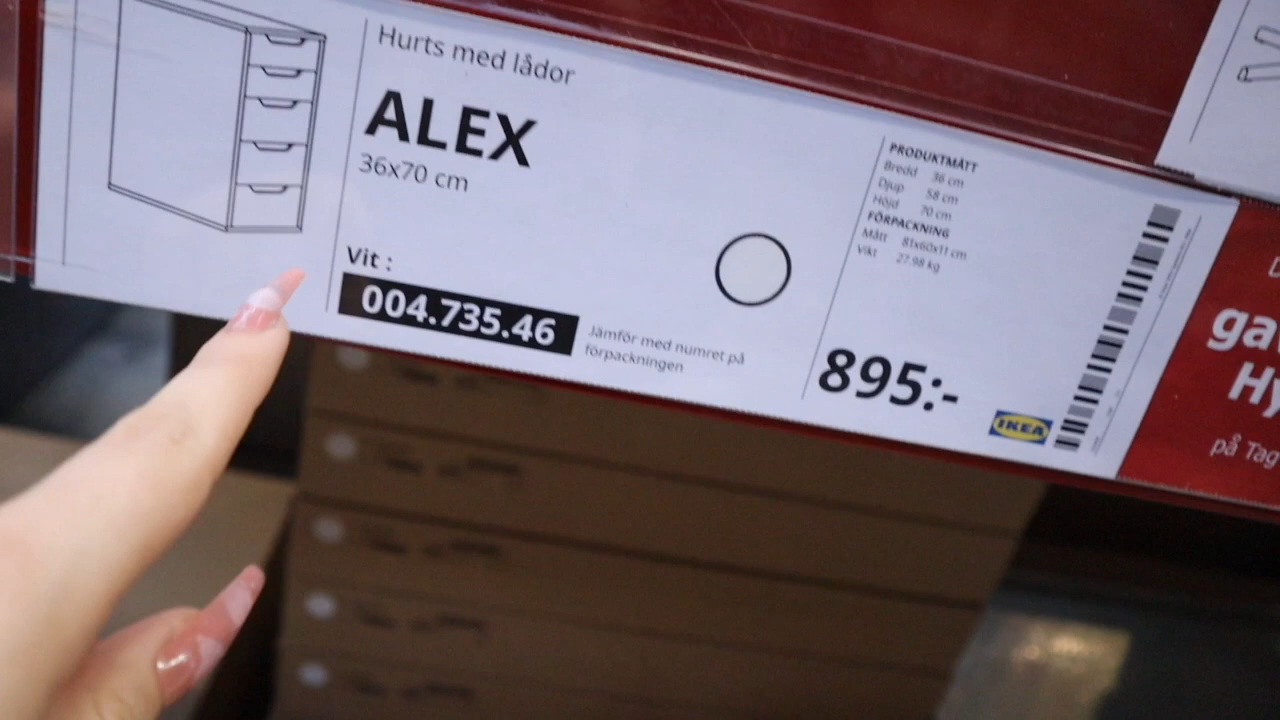 Hurts med lådor
ALEX
36x70 cm
Vit :
004.735.46
Jämför med numret på
förpackningen
PRODUKTMÅTT
Bredd 36 cm
Djup 58 cm
Höjd 70 cm
FÖRPACKNING
Mått 81x60x11 cm
Vikt 27.98 kg
895:-
IKEA
på